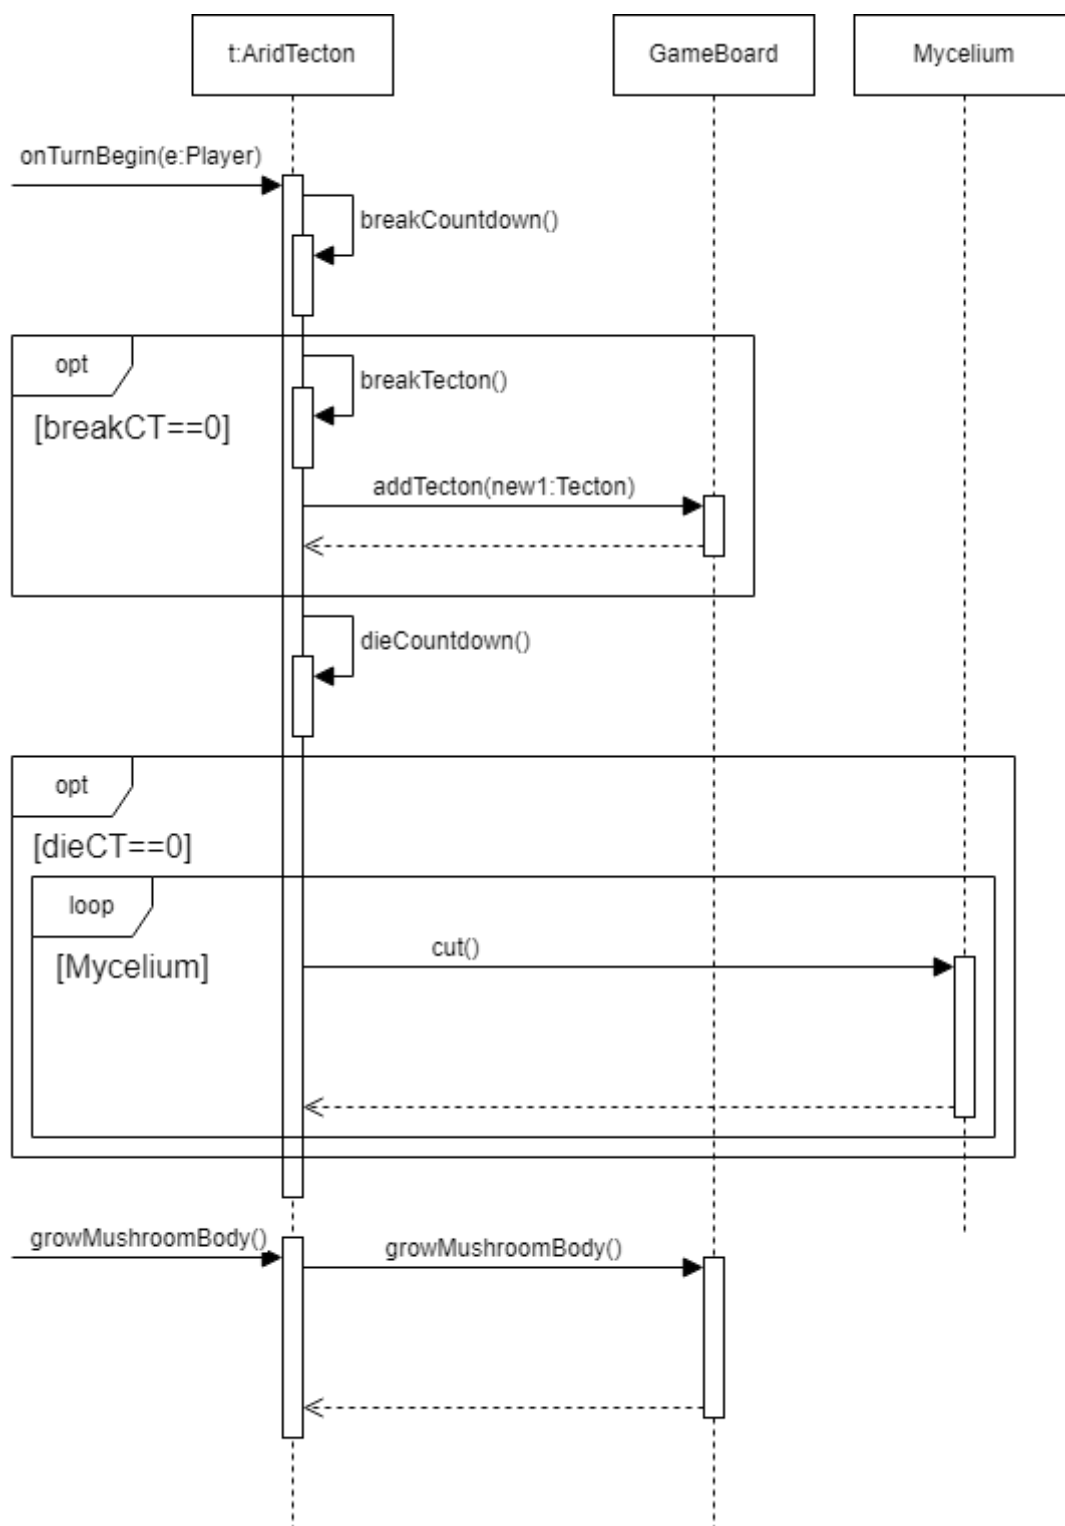 t:AridTecton
GameBoard
Mycelium
onTurnBegin(e:Player)
breakCountdown()
opt
breakTecton()
[breakCT==0]
addTecton(new1:Tecton)
dieCountdown()
opt
[dieCT==0]
loop
cut()
[Mycelium]
growMushroomBody()
growMushroomBody()